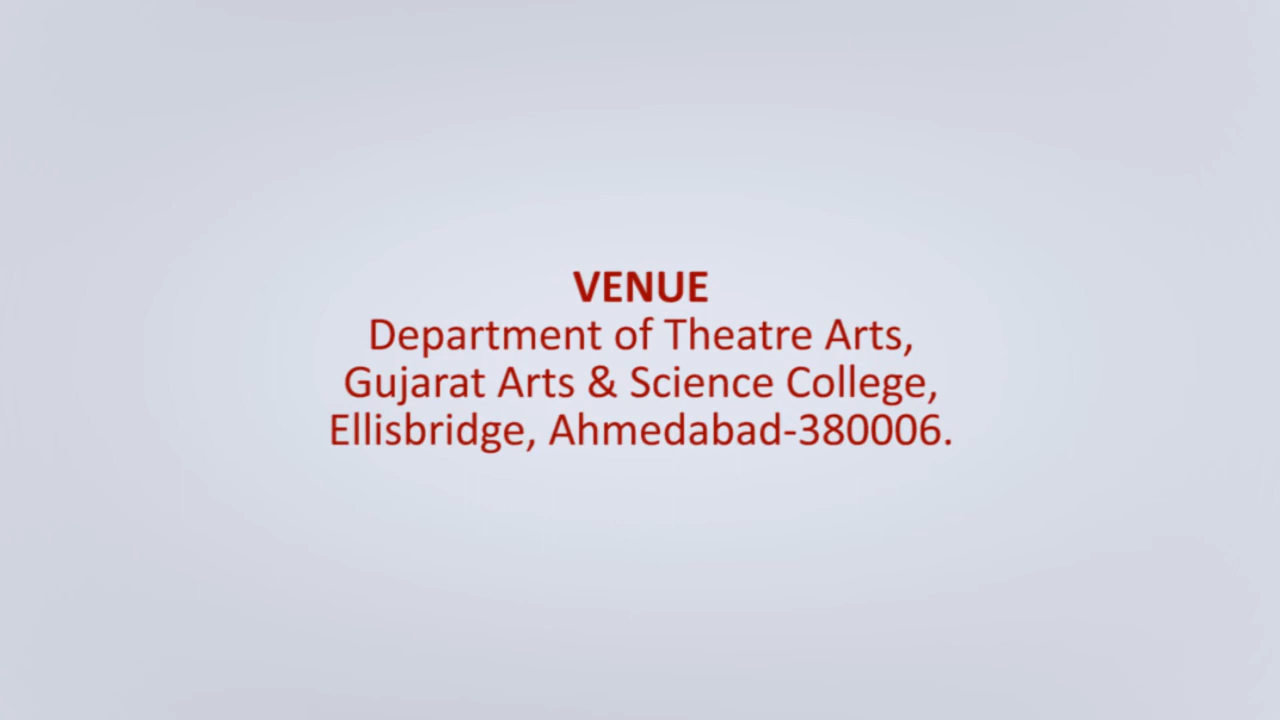 VENUE
Department of Theatre Arts,
Gujarat Arts & Science College,
Ellisbridge, Ahmedabad-380006.